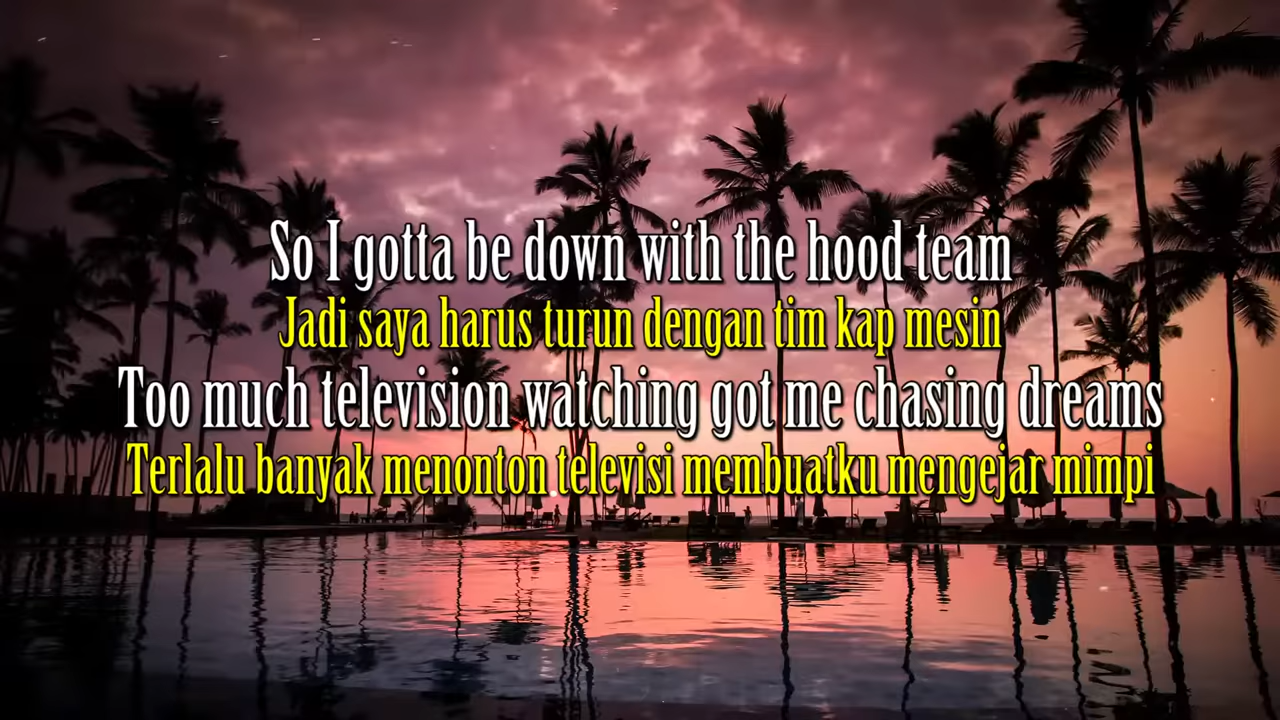 So I gotta be down with the hood team
Jadi saya harus turun dengan tim kap mesin
Too much television watching got me chasing dreams
Terlalu banyak menonton televisi membuatku mengejar mimpi